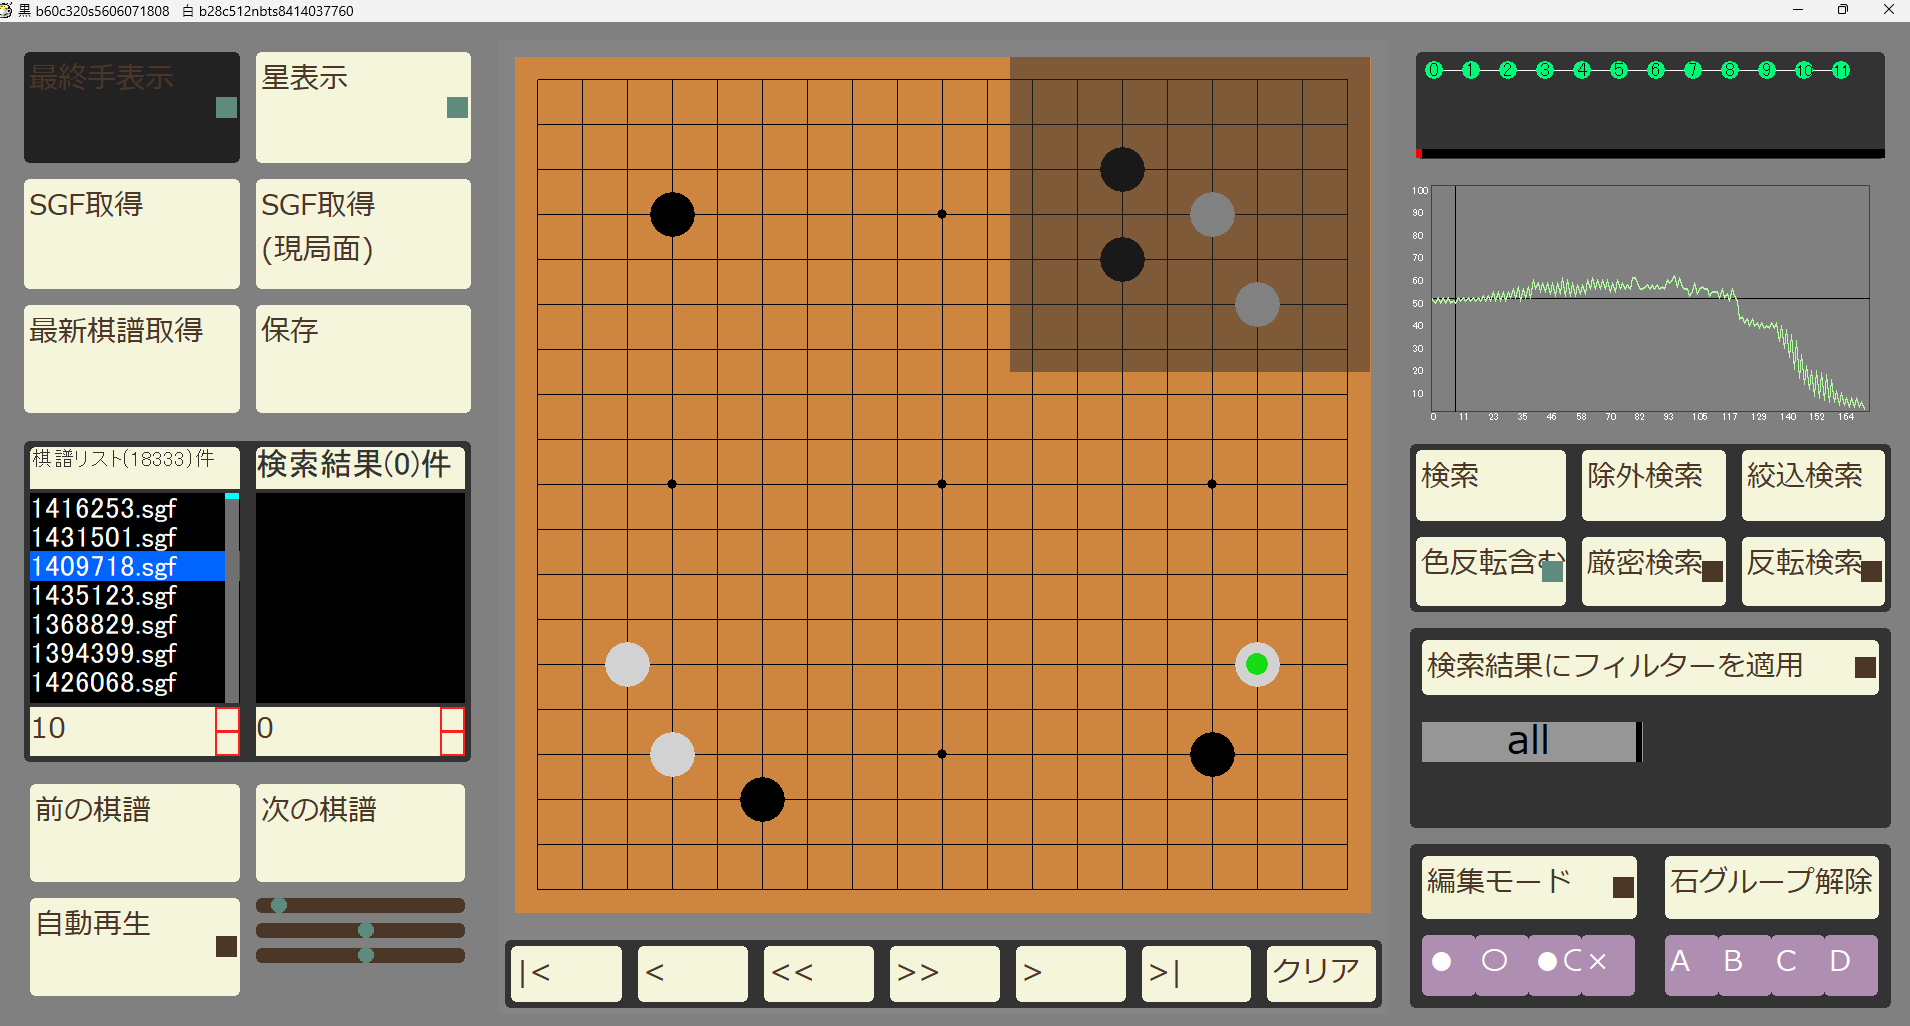 黒 b60c320s5606071808 白 b28c512nbts8414037760
最終手表示
星表示
SGF取得
SGF取得
(現局面)
最新棋譜取得
保存
棋譜リスト(18333)件
検索結果(0)件
1416253.sgf
1431501.sgf
1409718.sgf
1435123.sgf
1368829.sgf
1394399.sgf
1426068.sgf
10
0
前の棋譜
次の棋譜
自動再生
|<
<
<<
>>
>
>|
クリア
0 1 2 3 4 5 6 7 8 9 10 11
100
90
80
70
60
50
40
30
20
10
0 11 23 35 46 58 70 82 93 105 117 129 140 152 164
検索
除外検索
絞込検索
色反転含む
厳密検索
反転検索
検索結果にフィルターを適用
all
編集モード
石グループ解除
● ○ ●○×
A B C D